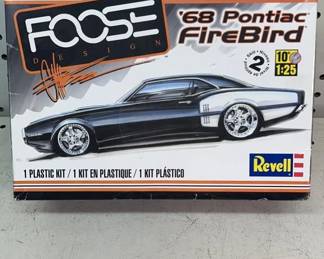 FOOSE
DESIGN
'68 Pontiac
FireBird
2
10+
1:25
Revell
1 PLASTIC KIT / 1 KIT EN PLASTIQUE / 1 KIT PLÁSTICO